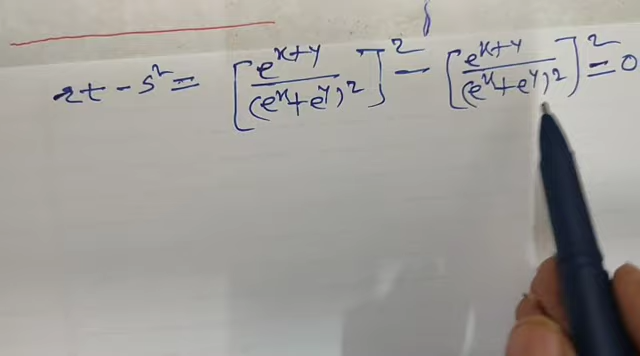 rt - s² = [e^(x+y)/(e^x+e^y)²]² - [e^(x+y)/(e^x+e^y)²]² = 0